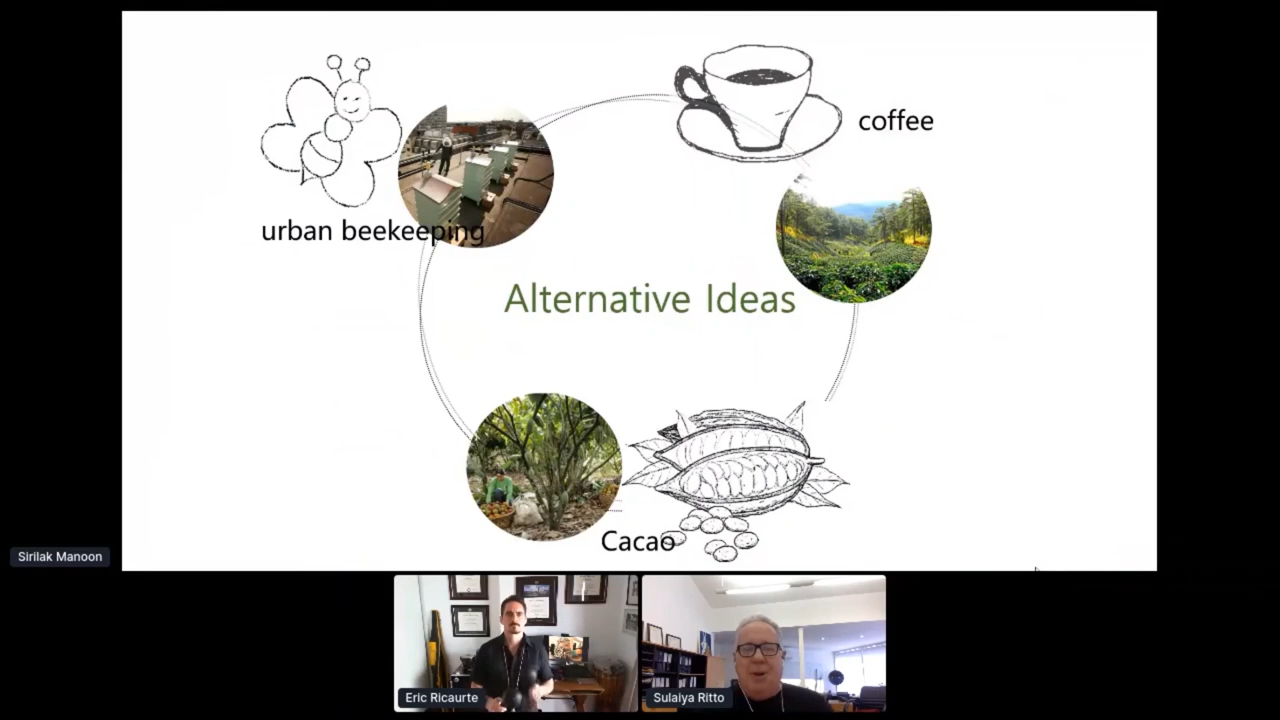 coffee
urban beekeeping
Alternative Ideas
Cacao
Sirilak Manoon
Eric Ricaurte
Sulaiya Ritto